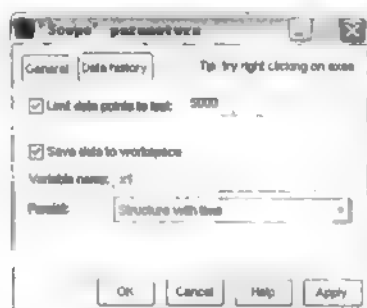 'Scope' parameters
General Data history Tip: try right clicking on axes
Limit data points to last: 5000
Save data to workspace
Variable name:
Format: Structure with time
OK Cancel Help Apply